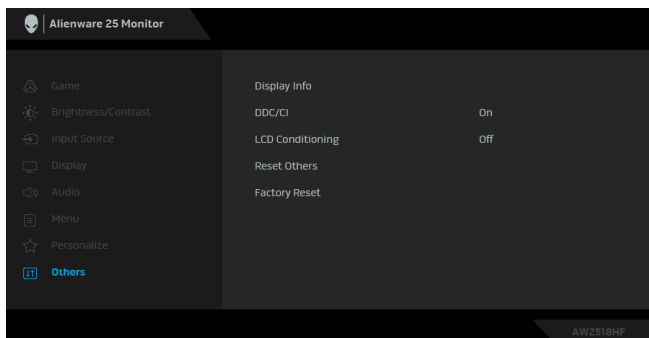 Alienware 25 Monitor
Game
Display Info
Brightness/Contrast
DDC/CI On
Input Source
LCD Conditioning Off
Display
Reset Others
Audio
Factory Reset
Menu
Personalize
Others
AW2518HF